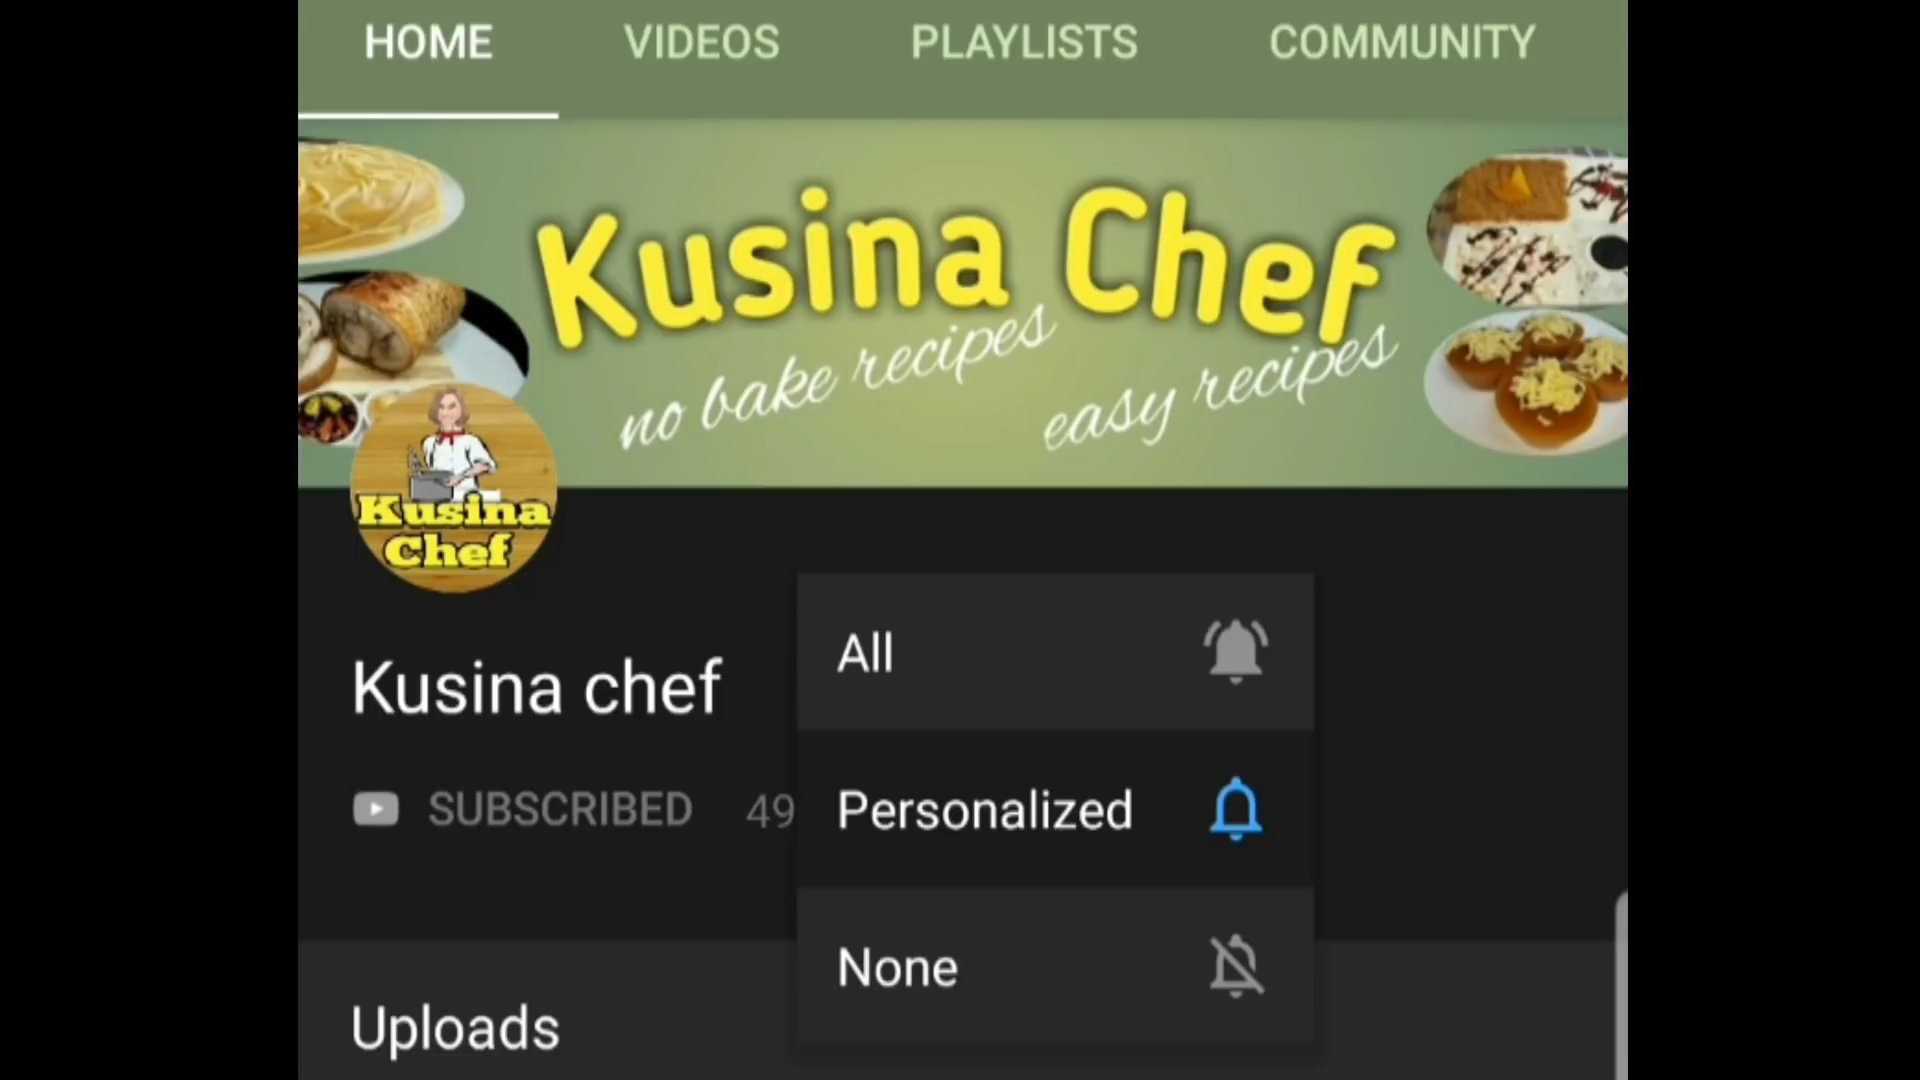 HOME VIDEOS PLAYLISTS COMMUNITY
Kusina Chef
no bake recipes easy recipes
Kusina
Chef
Kusina chef
SUBSCRIBED 49
All
Personalized
None
Uploads